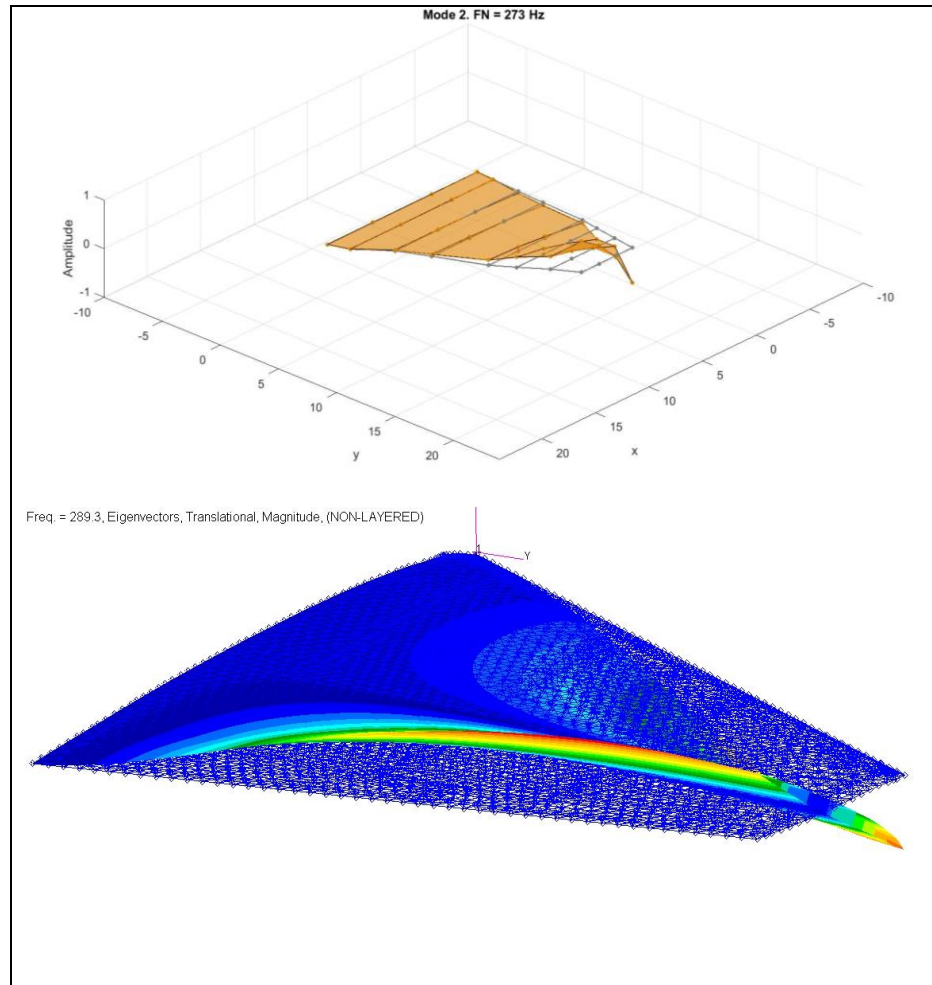 Mode 2. FN = 273 Hz
1
0
-1
Amplitude
-10
-5
0
5
10
15
20
y
-10
-5
0
5
10
15
20
x
Freq. = 289.3, Eigenvectors, Translational, Magnitude, (NON-LAYERED)
Y